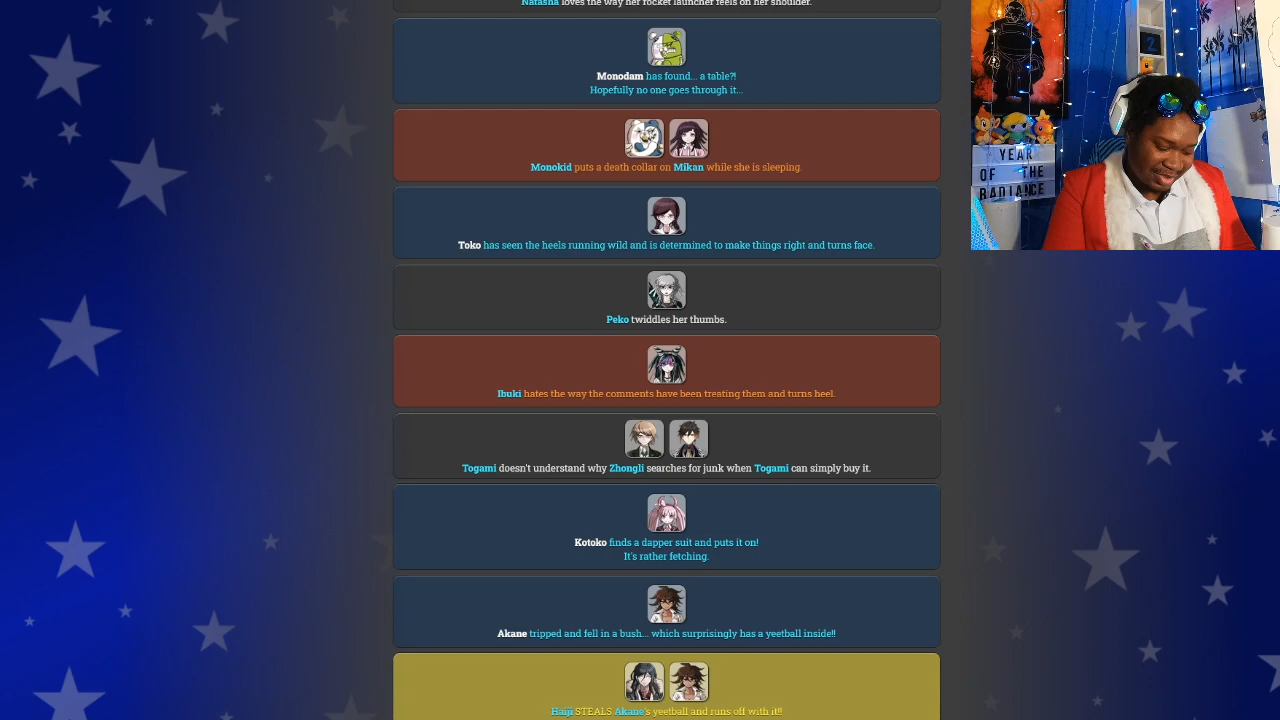 Natasha loves the way her rocket launcher feels on her shoulder.
Monodam has found... a table?!
Hopefully no one goes through it...
Monokid puts a death collar on Mikan while she is sleeping.
Toko has seen the heels running wild and is determined to make things right and turns face.
Peko twiddles her thumbs.
Ibuki hates the way the comments have been treating them and turns heel.
Togami doesn't understand why Zhongli searches for junk when Togami can simply buy it.
Kotoko finds a dapper suit and puts it on!
It's rather fetching.
Akane tripped and fell in a bush... which surprisingly has a yeetball inside!!
Haiji STEALS Akane's yeetball and runs off with it!!
2
YEAR
OF THE
RADIANCE